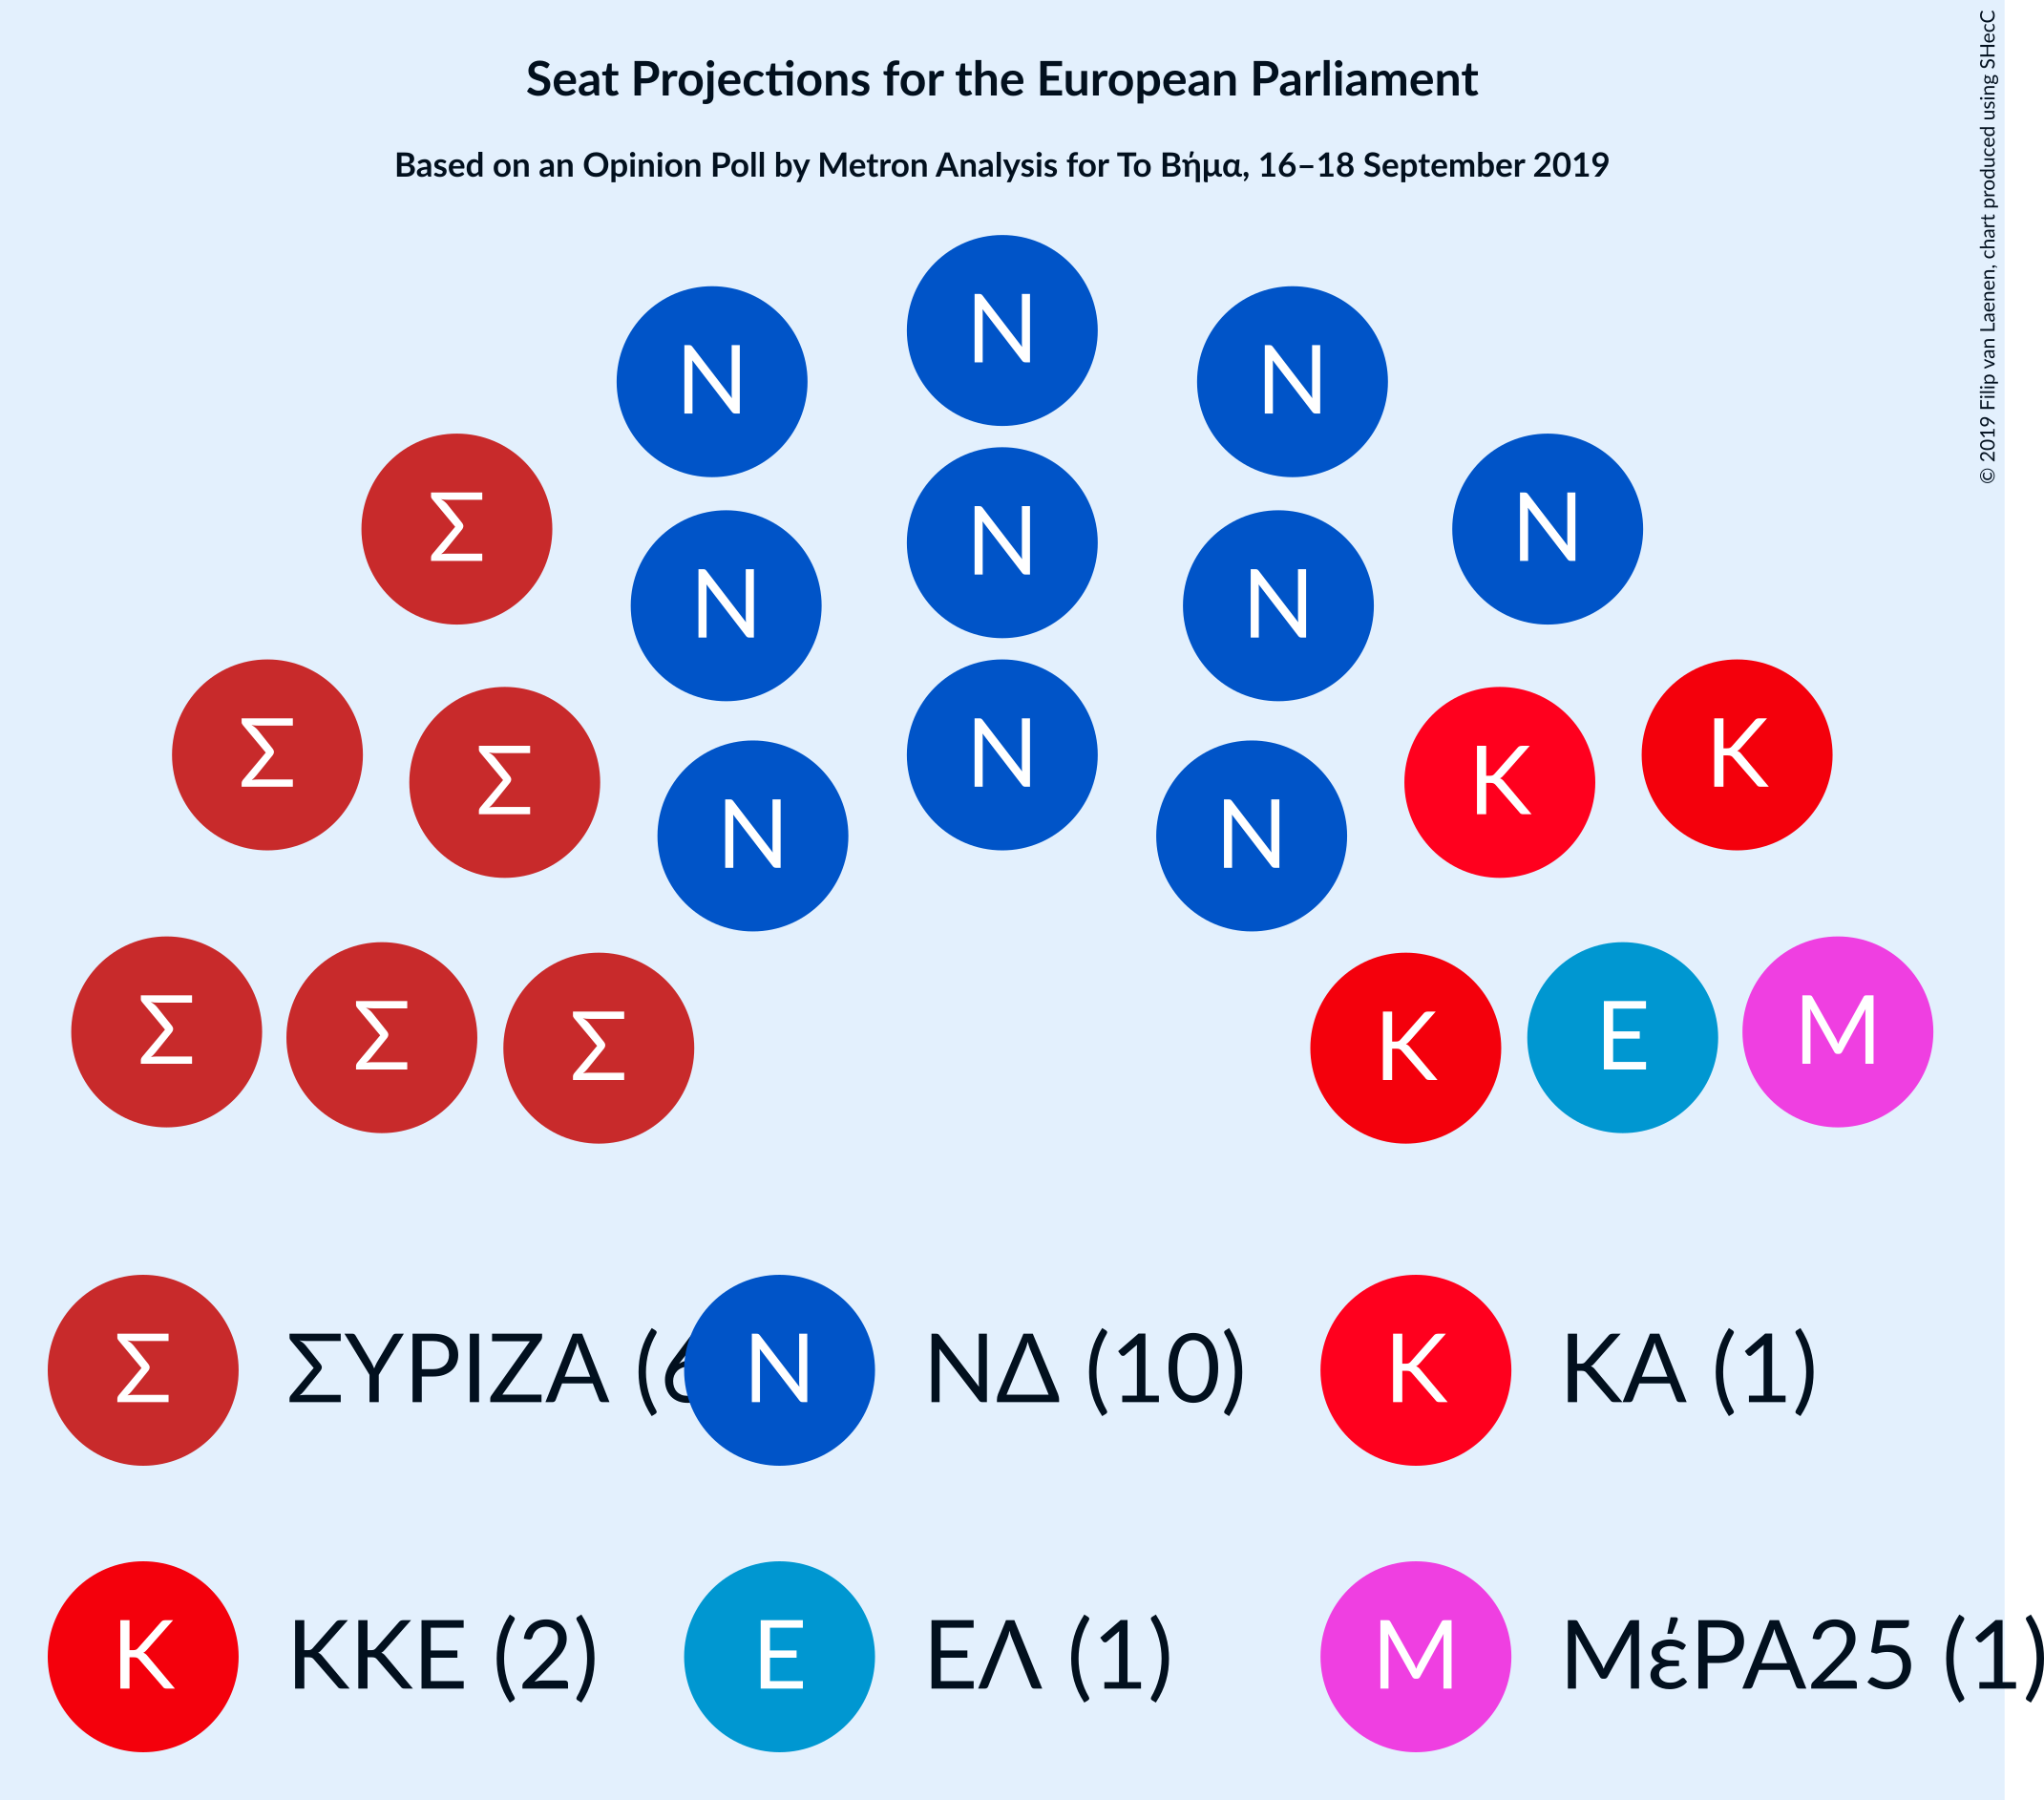 Seat Projections for the European Parliament
Based on an Opinion Poll by Metron Analysis for Το Βήμα, 16–18 September 2019
© 2019 Filip van Laenen, chart produced using SHecC
Ν
Ν Ν
Σ Ν Ν
Ν Ν
Σ Ν Κ
Σ Κ
Ν Ν
Σ Μ
Σ Ε
Σ Κ
Σ ΣΥΡΙΖΑ Ν ΝΔ (10) Κ ΚΑ (1)
Κ ΚΚΕ (2) Ε ΕΛ (1) Μ ΜέΡΑ25 (1)